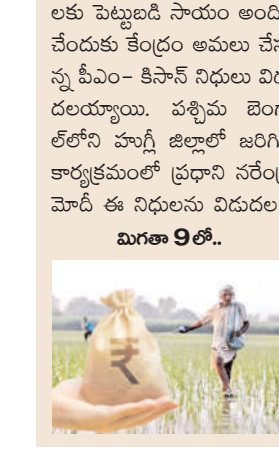 లకు పెట్టుబడి సాయం అంది
చేందుకు కేంద్రం అమలు చే
న్న పీఎం- కిసాన్ నిధులు వి
దలయ్యాయి. పశ్చిమ బెం
ల్‌లోని హుగ్లీ జిల్లాలో జరిగి
కార్యక్రమంలో ప్రధాని నరేం
మోదీ ఈ నిధులను విడుదల
మిగతా 9లో..
₹